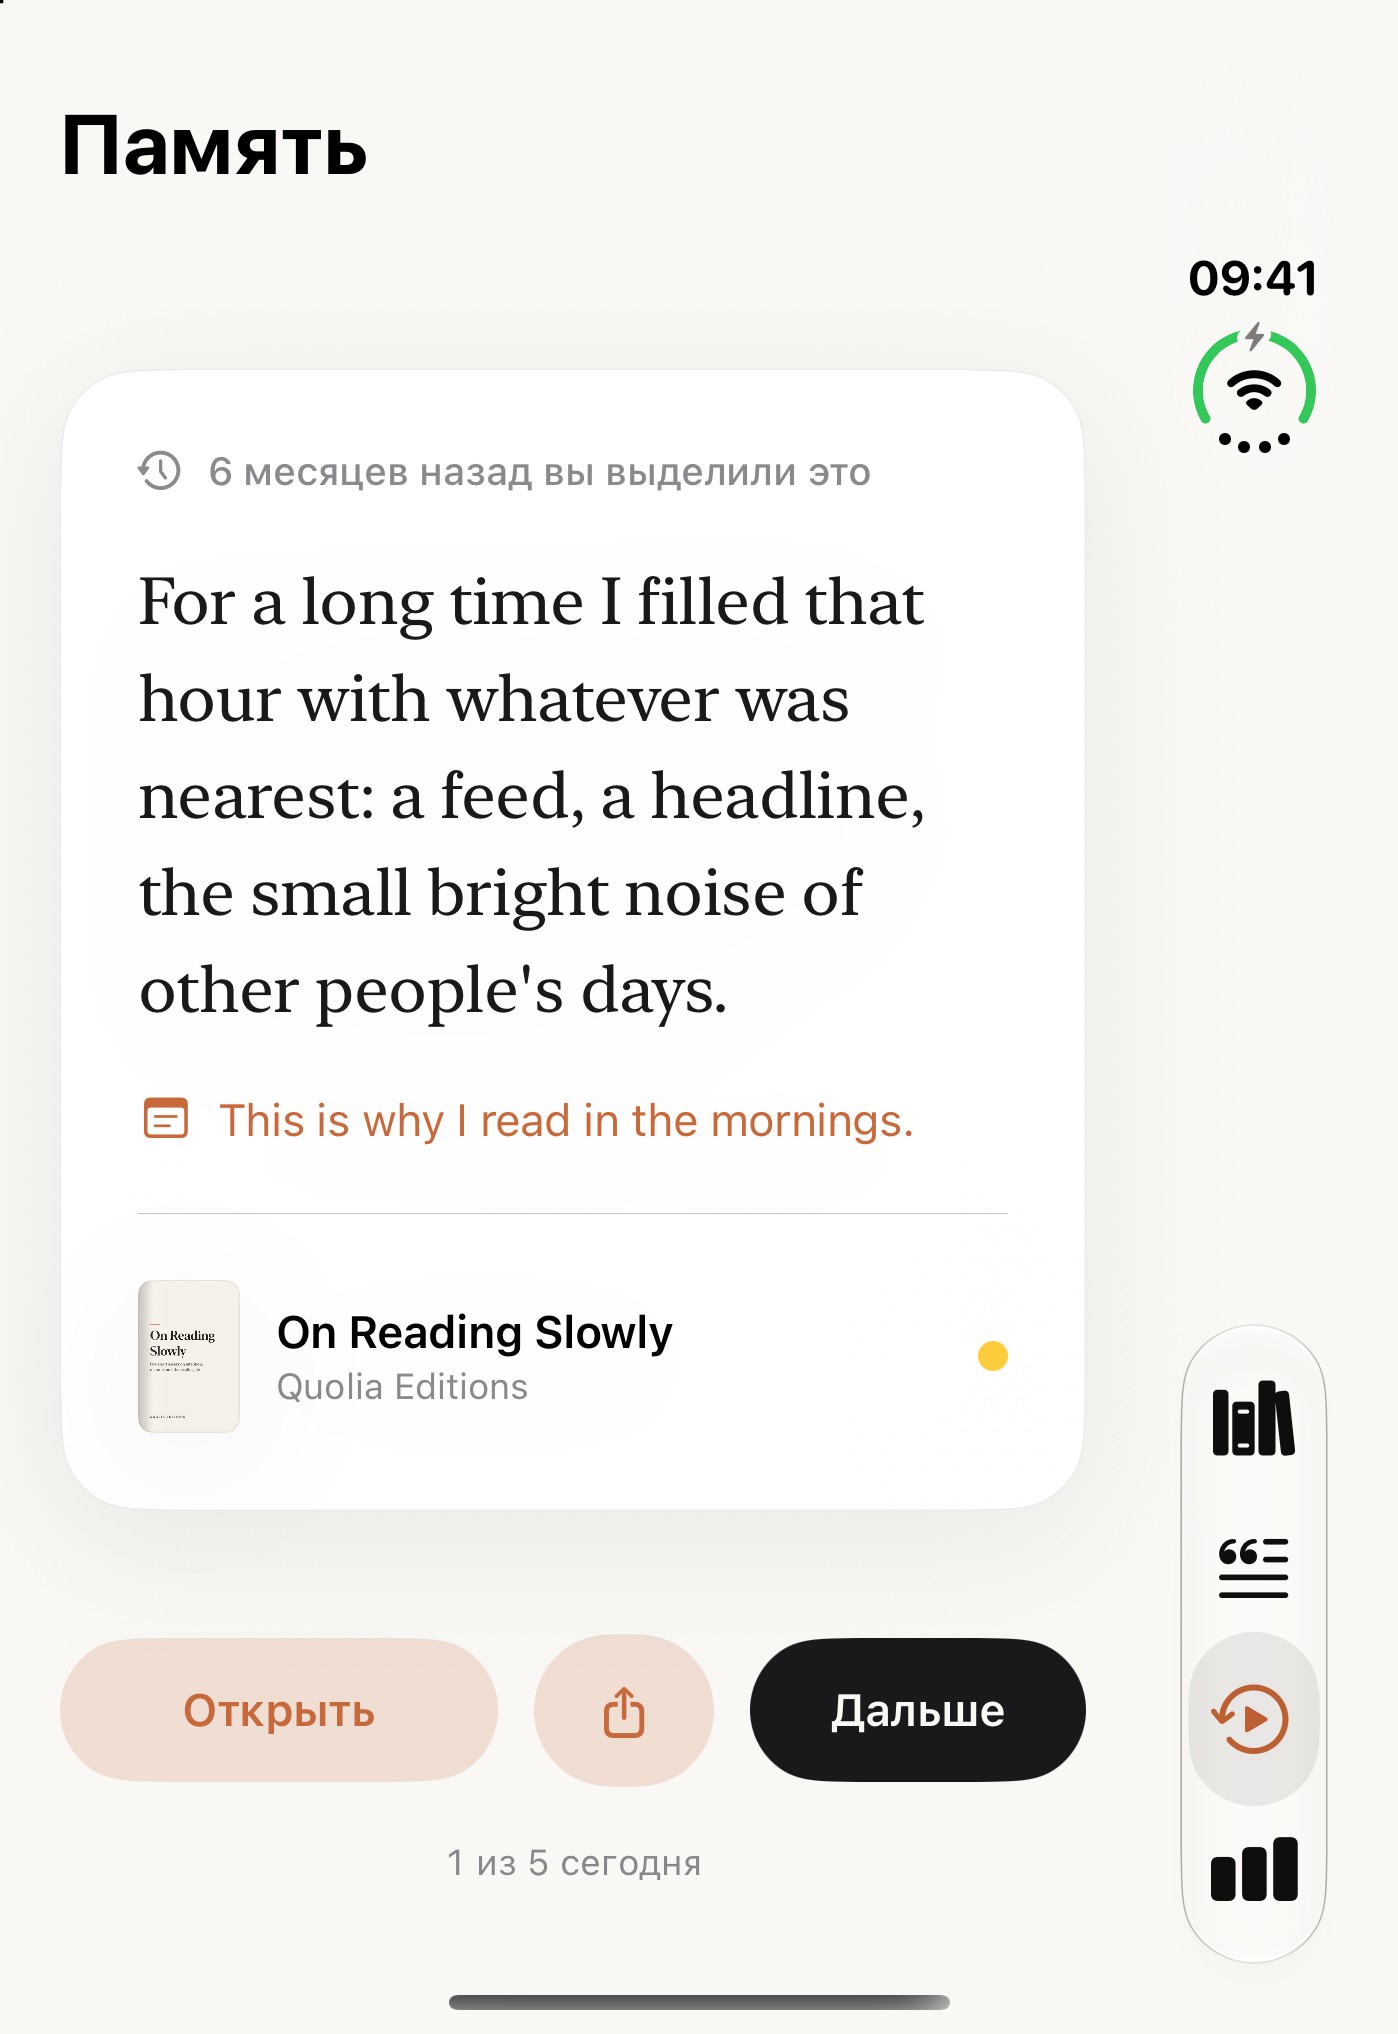 Память
09:41
6 месяцев назад вы выделили это
For a long time I filled that
hour with whatever was
nearest: a feed, a headline,
the small bright noise of
other people's days.
This is why I read in the mornings.
On Reading
Slowly
On Reading Slowly
Quolia Editions
Открыть
Дальше
1 из 5 сегодня